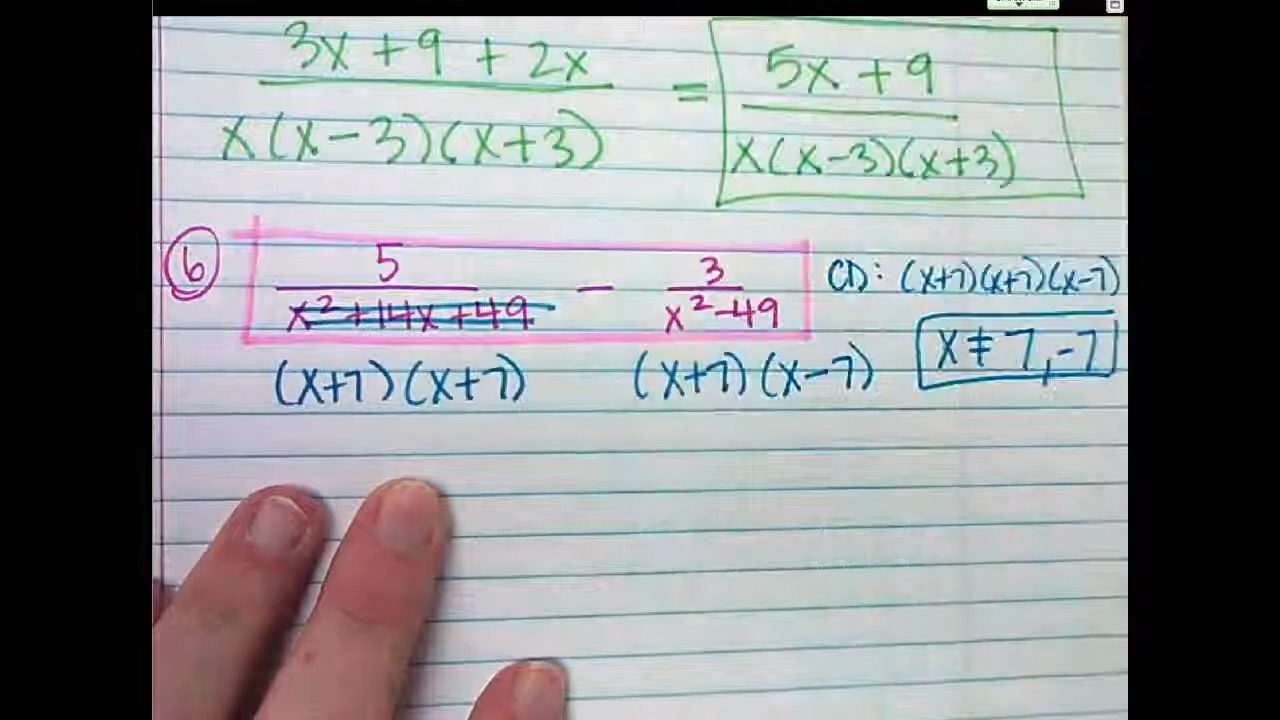 3x + 9 + 2x = 5x + 9
x(x-3)(x+3) x(x-3)(x+3)
6 5 - 3 CD: (x+7)(x+7)(x-7)
x²+14x+49 x²-49 x ≠ 7,-7
(x+7)(x+7) (x+7)(x-7)